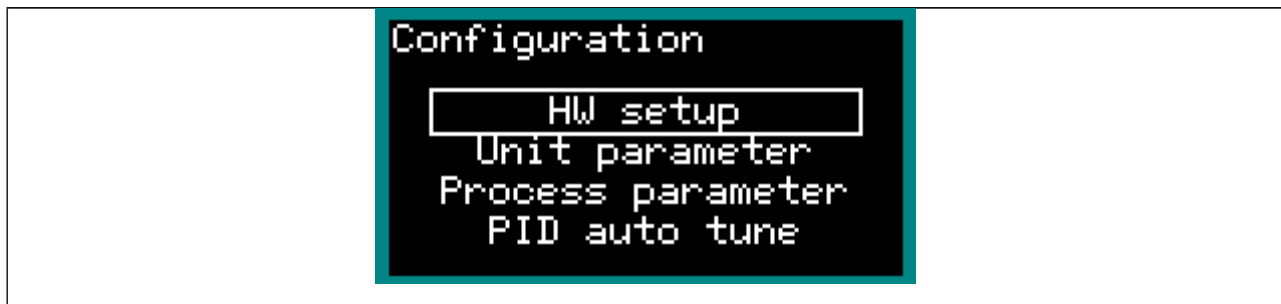 Configuration
HW setup
Unit parameter
Process parameter
PID auto tune